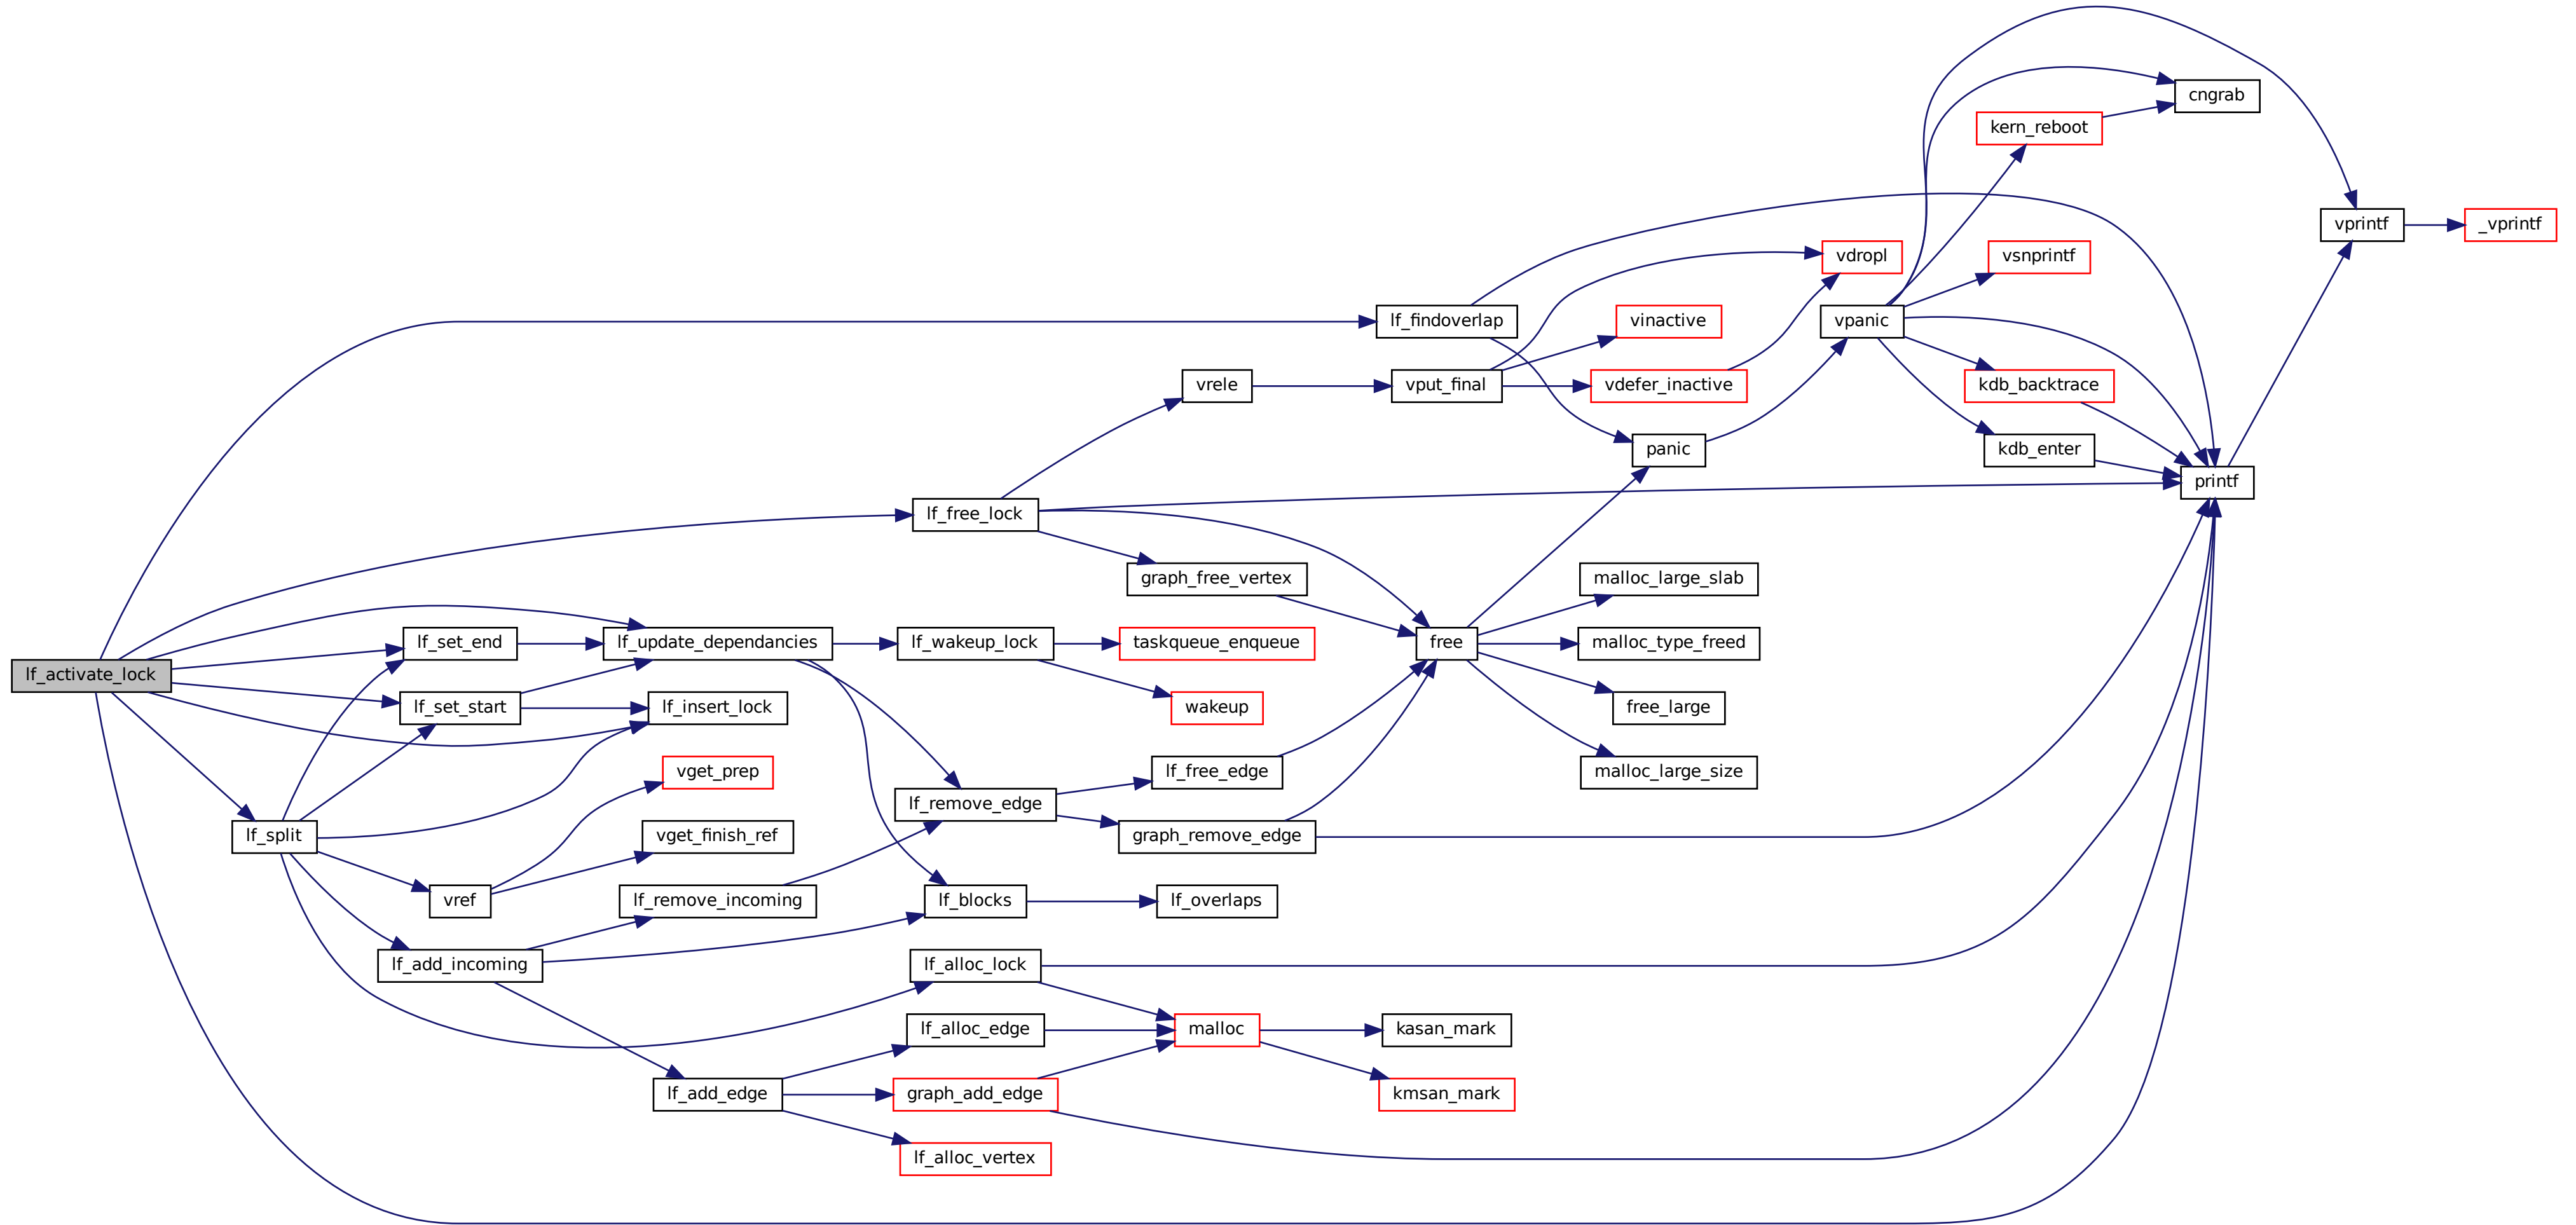 lf_activate_lock
lf_set_end
lf_set_start
lf_split
vref
lf_add_incoming
lf_update_dependancies
lf_insert_lock
vget_prep
vget_finish_ref
lf_remove_incoming
lf_add_edge
lf_free_lock
lf_wakeup_lock
lf_remove_edge
lf_blocks
lf_alloc_lock
lf_alloc_edge
graph_add_edge
lf_alloc_vertex
vrele
graph_free_vertex
taskqueue_enqueue
wakeup
lf_free_edge
graph_remove_edge
lf_overlaps
malloc
lf_findoverlap
vput_final
free
kasan_mark
kmsan_mark
vinactive
vdefer_inactive
panic
malloc_large_slab
malloc_type_freed
free_large
malloc_large_size
vdropl
vpanic
kern_reboot
vsnprintf
kdb_backtrace
kdb_enter
cngrab
printf
vprintf
_vprintf